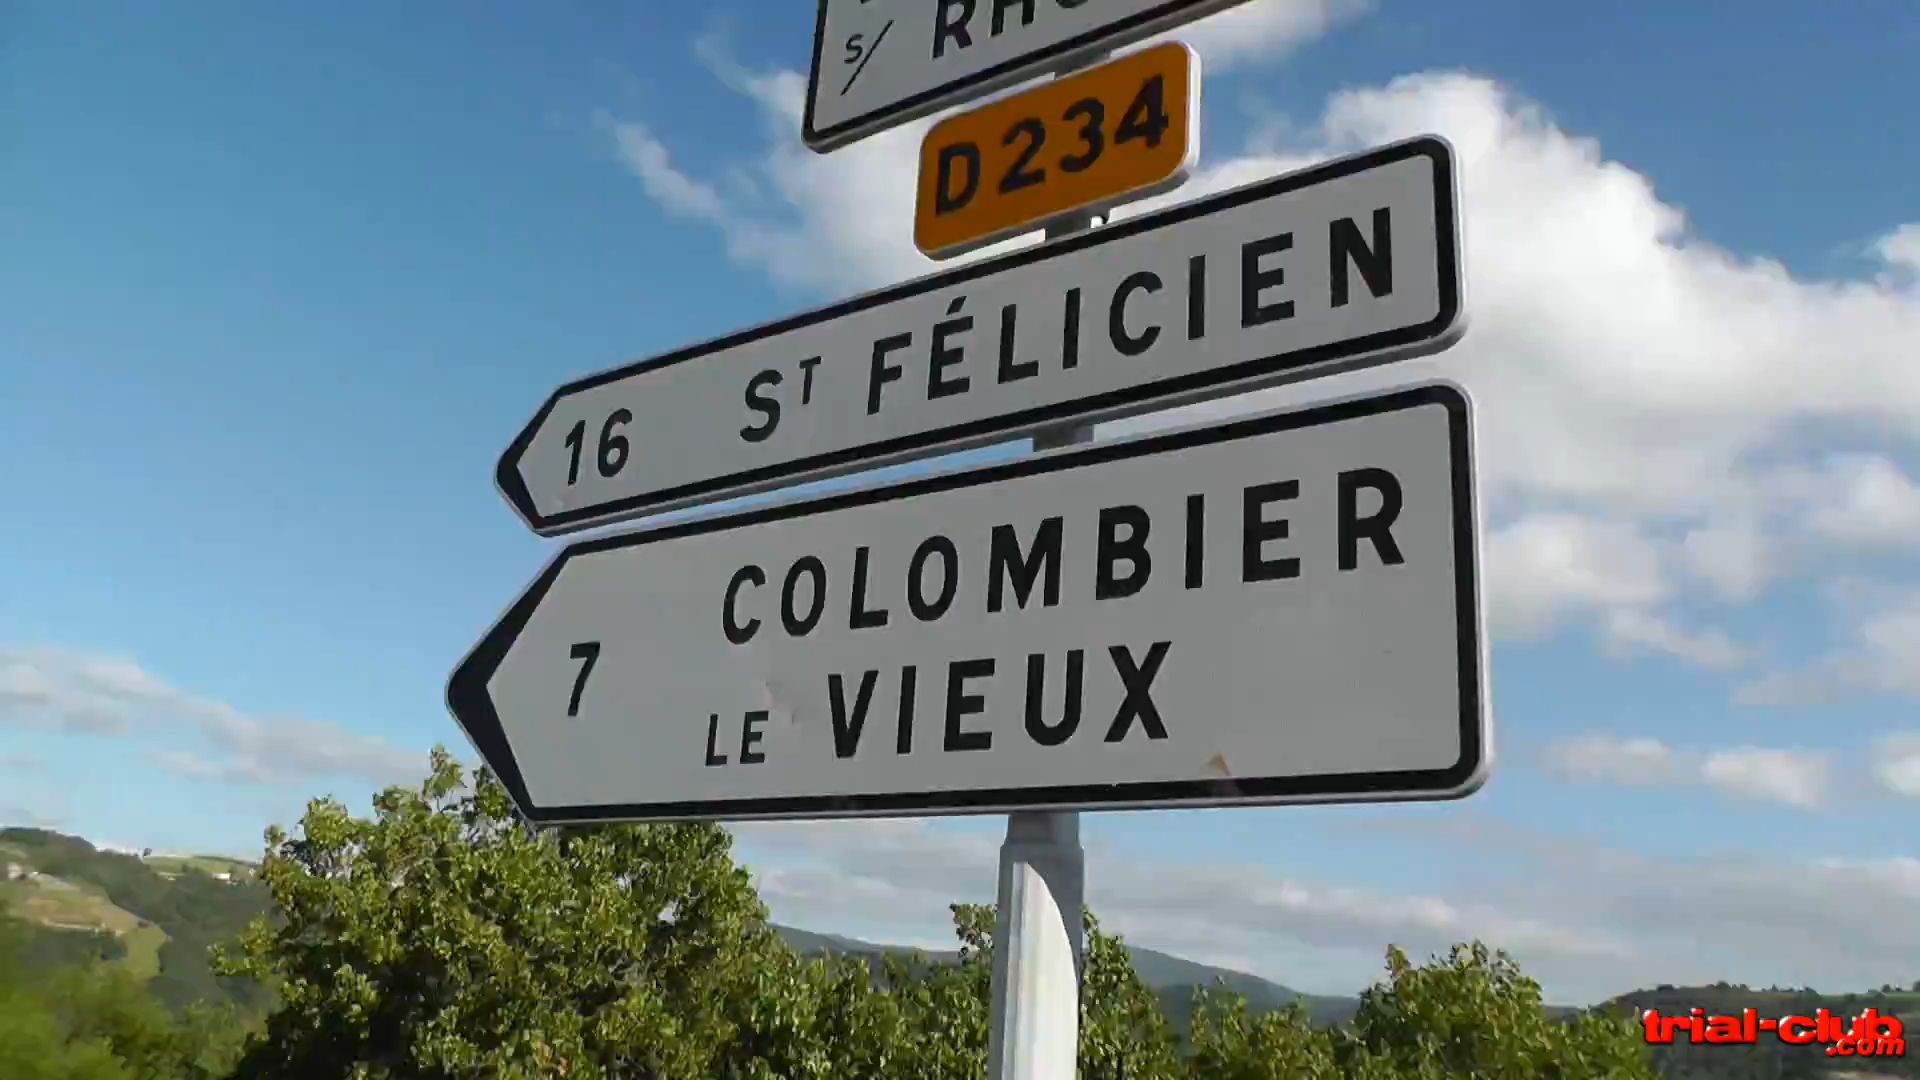 S/
D234
16 ST FÉLICIEN
COLOMBIER
7 LE VIEUX
trial-club
.com